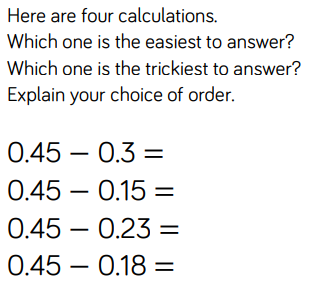 Here are four calculations.
Which one is the easiest to answer?
Which one is the trickiest to answer?
Explain your choice of order.
0.45 – 0.3 =
0.45 – 0.15 =
0.45 – 0.23 =
0.45 – 0.18 =